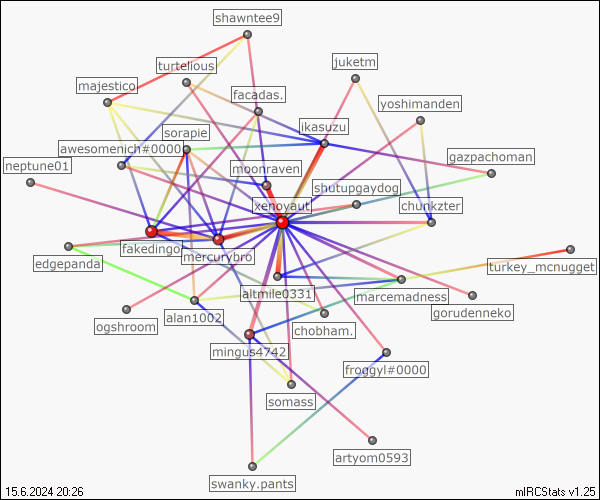 shawntee9
turtelious
juketm
majestico
facadas.
yoshimanden
ikasuzu
sorapie
awesomenich#0000
gazpachoman
neptune01
moonraven
shutupgaydog
xenoyaut
chunkzter
fakedingo
mercurybro
edgepanda
turkey_mcnugget
altmile0331
marcemadness
gorudenneko
ogshroom
alan1002
chobham.
mingus4742
froggyl#0000
somass
artyom0593
swanky.pants
15.6.2024 20:26
mIRCStats v1.25